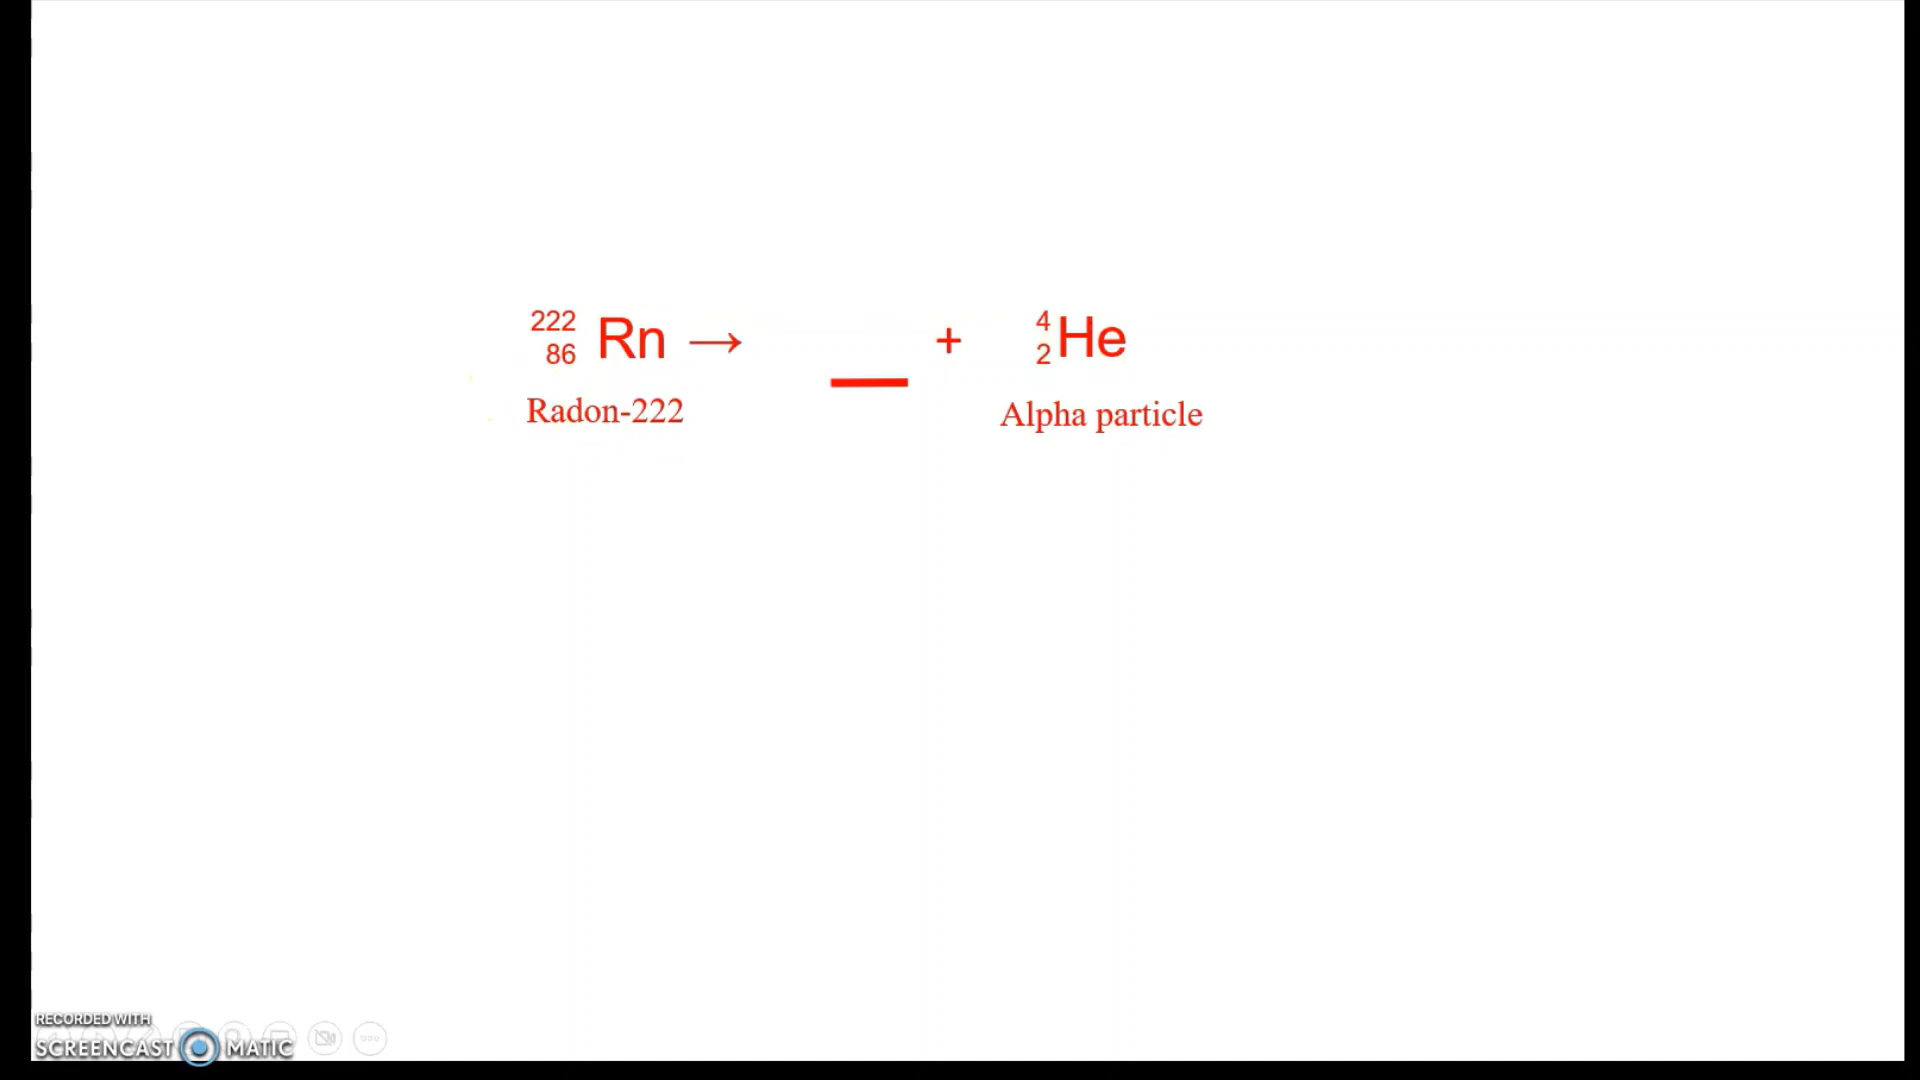 222
86 Rn → + 4
2 He
Radon-222 Alpha particle
RECORDED WITH
SCREENCAST MATIC